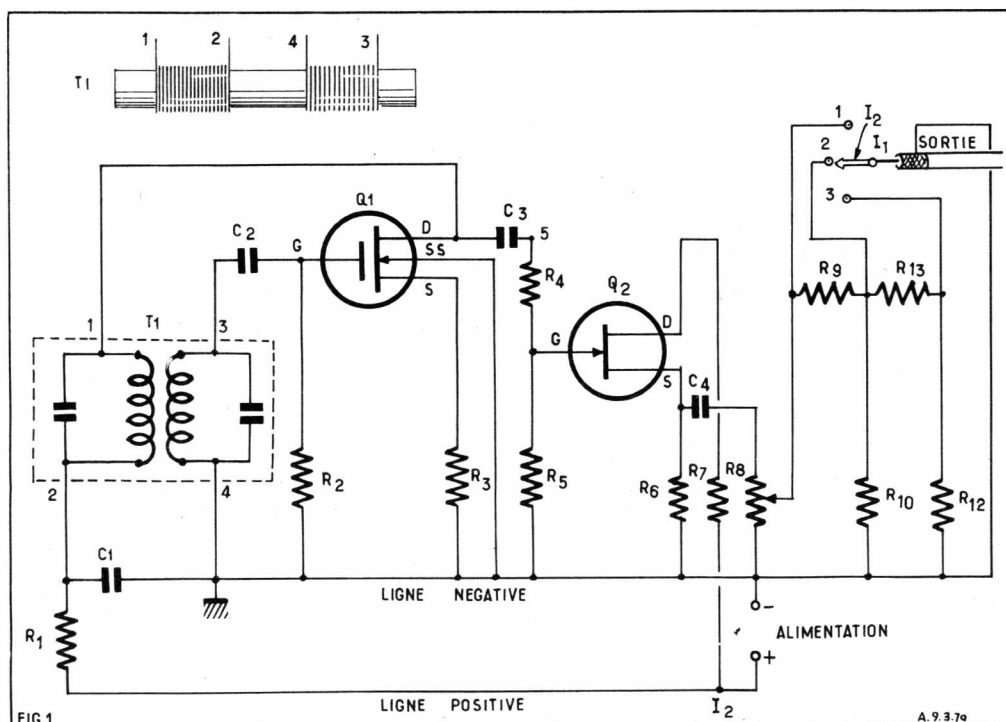 1 2 4 3
T1
1 I2
2 I1 SORTIE
3
Q1
C2 G D C3 5
SS
S
R4
R9 R13
Q2
G D
S C4
1 T1 3
2 4
R2 R3 R5 R6 R7 R8 R10 R12
C1
LIGNE NEGATIVE
-
ALIMENTATION
+
R1
LIGNE POSITIVE I2
FIG.1 A.9.3.79